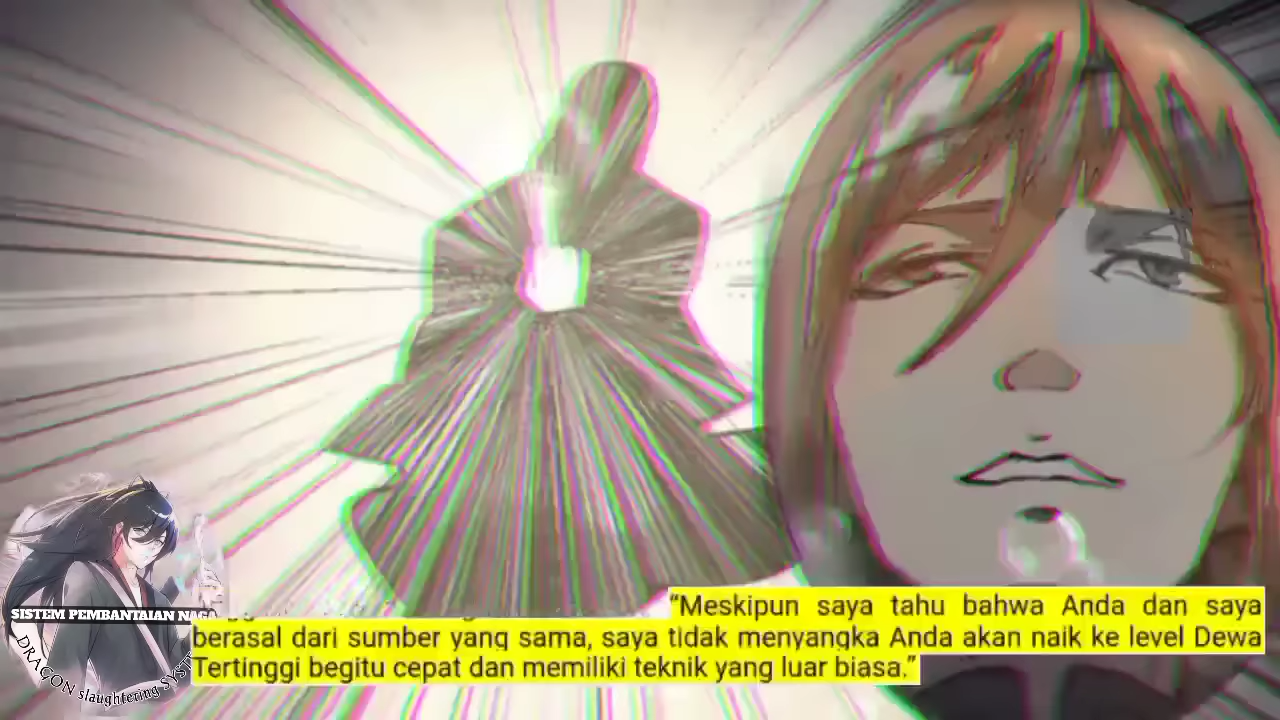 “Meskipun saya tahu bahwa Anda dan saya
berasal dari sumber yang sama, saya tidak menyangka Anda akan naik ke level Dewa
Tertinggi begitu cepat dan memiliki teknik yang luar biasa.”
SISTEM PEMBANTAIAN NAGA
DRAGON slaughtering SYSTEM